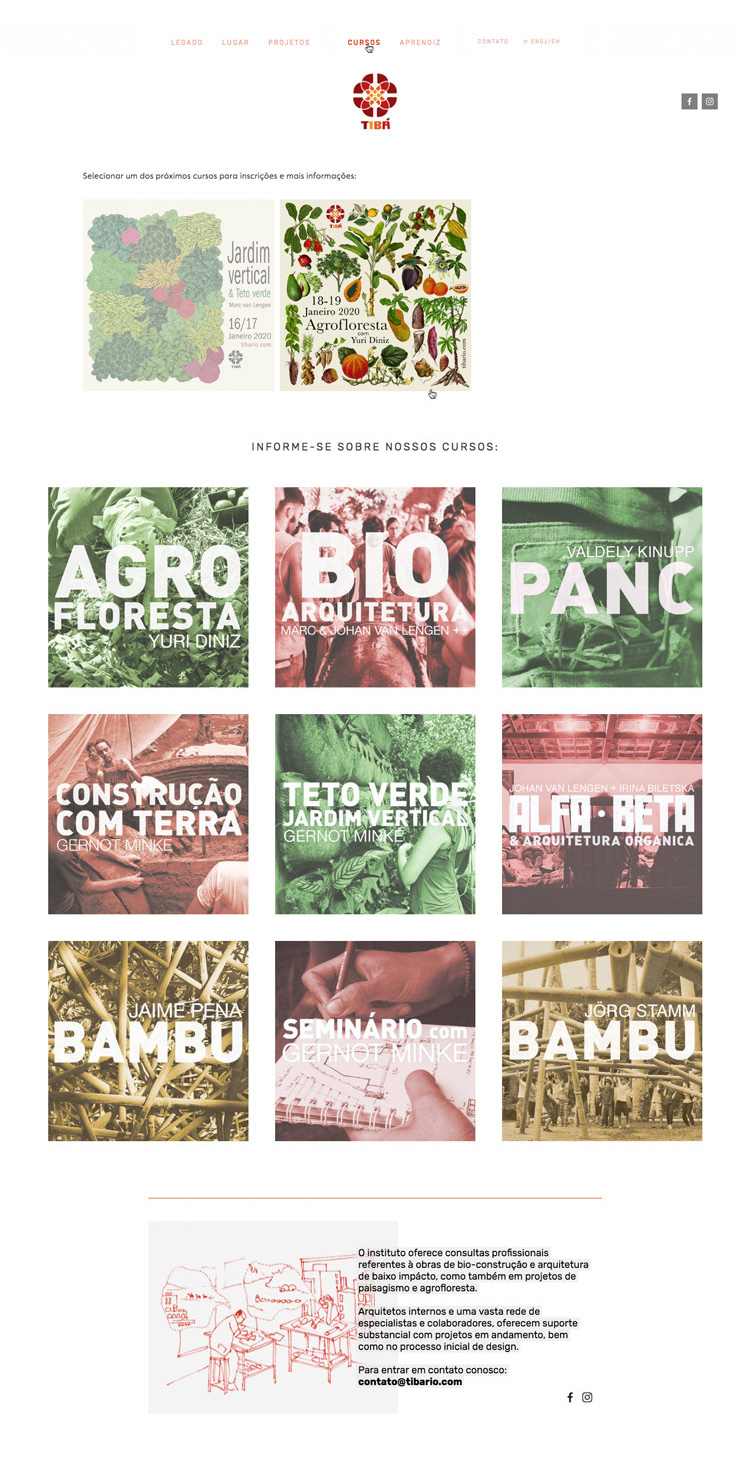 LEGADO LUGAR PROJETOS CURSOS APRENDIZ CONTATO ENGLISH
TIBÁ
Selecionar um dos próximos cursos para inscrições e mais informações:
Jardim
vertical
& Teto verde
Marc van Lengen
16/17
Janeiro 2020
tibario.com
TIBÁ
TIBÁ
18-19
Janeiro 2020
Agrofloresta
com
Yuri Diniz
tibario.com
INFORME-SE SOBRE NOSSOS CURSOS:
AGRO
FLORESTA
YURI DINIZ
BIO
ARQUITETURA
MARC & JOHAN VAN LENGEN ++
VALDELY KINUPP
PANC
CONSTRUÇÃO
COM TERRA
GERNOT MINKE
TETO VERDE
JARDIM VERTICAL
GERNOT MINKE
JOHAN VAN LENGEN + IRINA BILETSKA
ALFA · BETA
& ARQUITETURA ORGÂNICA
JAIME PEÑA
BAMBU
SEMINÁRIO com
GERNOT MINKE
JÖRG STAMM
BAMBU
O instituto oferece consultas profissionais
referentes à obras de bio-construção e arquitetura
de baixo impácto, como também em projetos de
paisagismo e agrofloresta.
Arquitetos internos e uma vasta rede de
especialistas e colaboradores, oferecem suporte
substancial com projetos em andamento, bem
como no processo inicial de design.
Para entrar em contato conosco:
contato@tibario.com